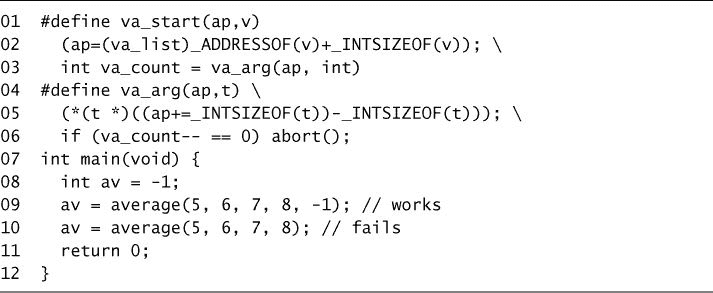 01 #define va_start(ap,v)
02   (ap=(va_list)_ADDRESSOF(v)+_INTSIZEOF(v)); \
03   int va_count = va_arg(ap, int)
04 #define va_arg(ap,t) \
05   (*(t *)((ap+=_INTSIZEOF(t))-_INTSIZEOF(t))); \
06   if (va_count-- == 0) abort();
07 int main(void) {
08   int av = -1;
09   av = average(5, 6, 7, 8, -1); // works
10   av = average(5, 6, 7, 8); // fails
11   return 0;
12 }